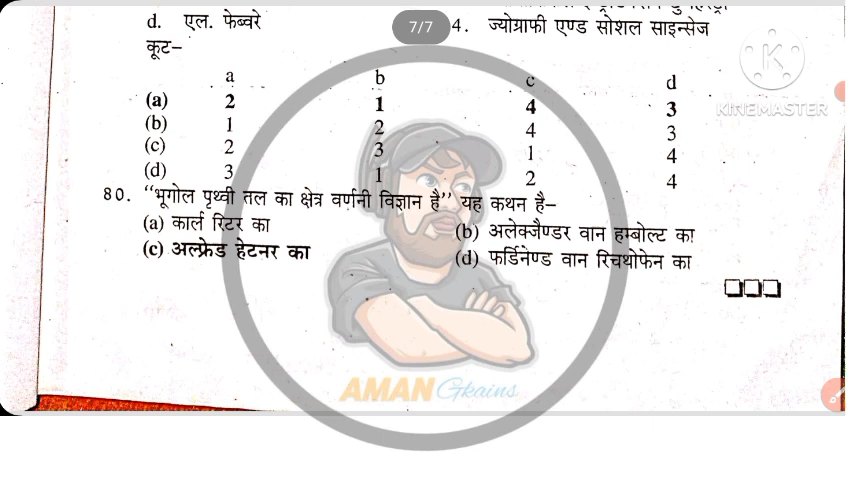 d. एल. फेब्वरे
7/7
4. ज्योग्राफी एण्ड सोशल साइन्सेज
कूट–
a b c d
(a) 2 1 4 3
(b) 1 2 4 3
(c) 2 3 1 4
(d) 3 1 2 4
80. “भूगोल पृथ्वी तल का क्षेत्र वर्णनी विज्ञान है” यह कथन है–
(a) कार्ल रिटर का (b) अलेक्जैण्डर वान हम्बोल्ट का
(c) अल्फ्रेड हेटनर का (d) फर्डिनेण्ड वान रिचथोफेन का
K
KINEMASTER
AMAN Gkains